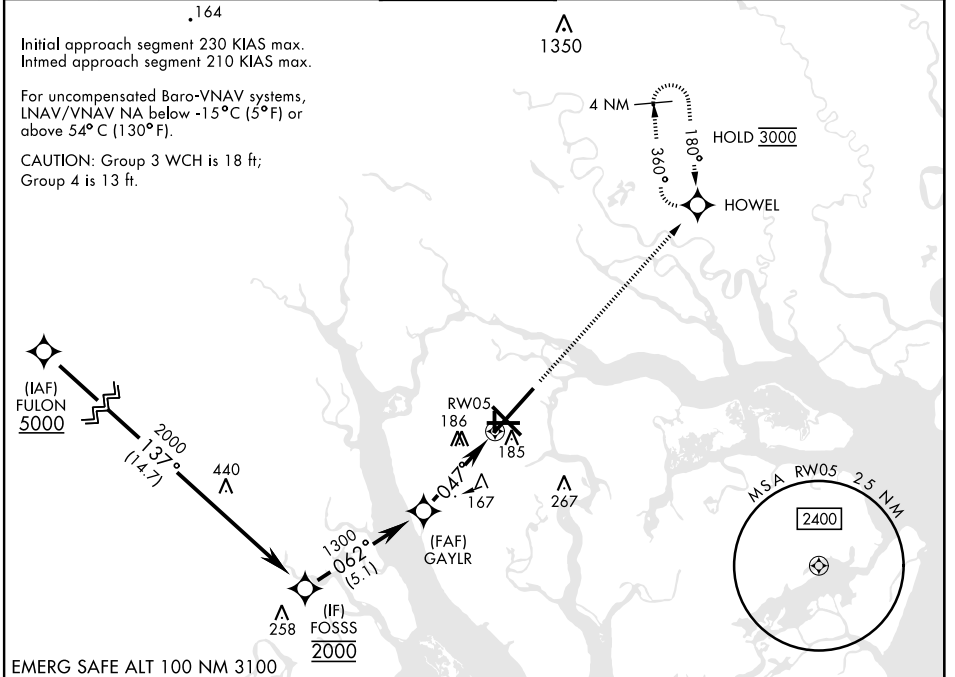 .164
Initial approach segment 230 KIAS max.
Intmed approach segment 210 KIAS max.
For uncompensated Baro-VNAV systems,
LNAV/VNAV NA below -15°C (5°F) or
above 54° C (130°F).
CAUTION: Group 3 WCH is 18 ft;
Group 4 is 13 ft.
1350
4 NM
360°
180°
HOLD 3000
HOWEL
(IAF)
FULON
5000
2000
137°
(14.7)
440
RW05
186
185
047°
167
267
(FAF)
GAYLR
1300
062°
(5.1)
258
(IF)
FOSSS
2000
MSA RW05 25 NM
2400
EMERG SAFE ALT 100 NM 3100